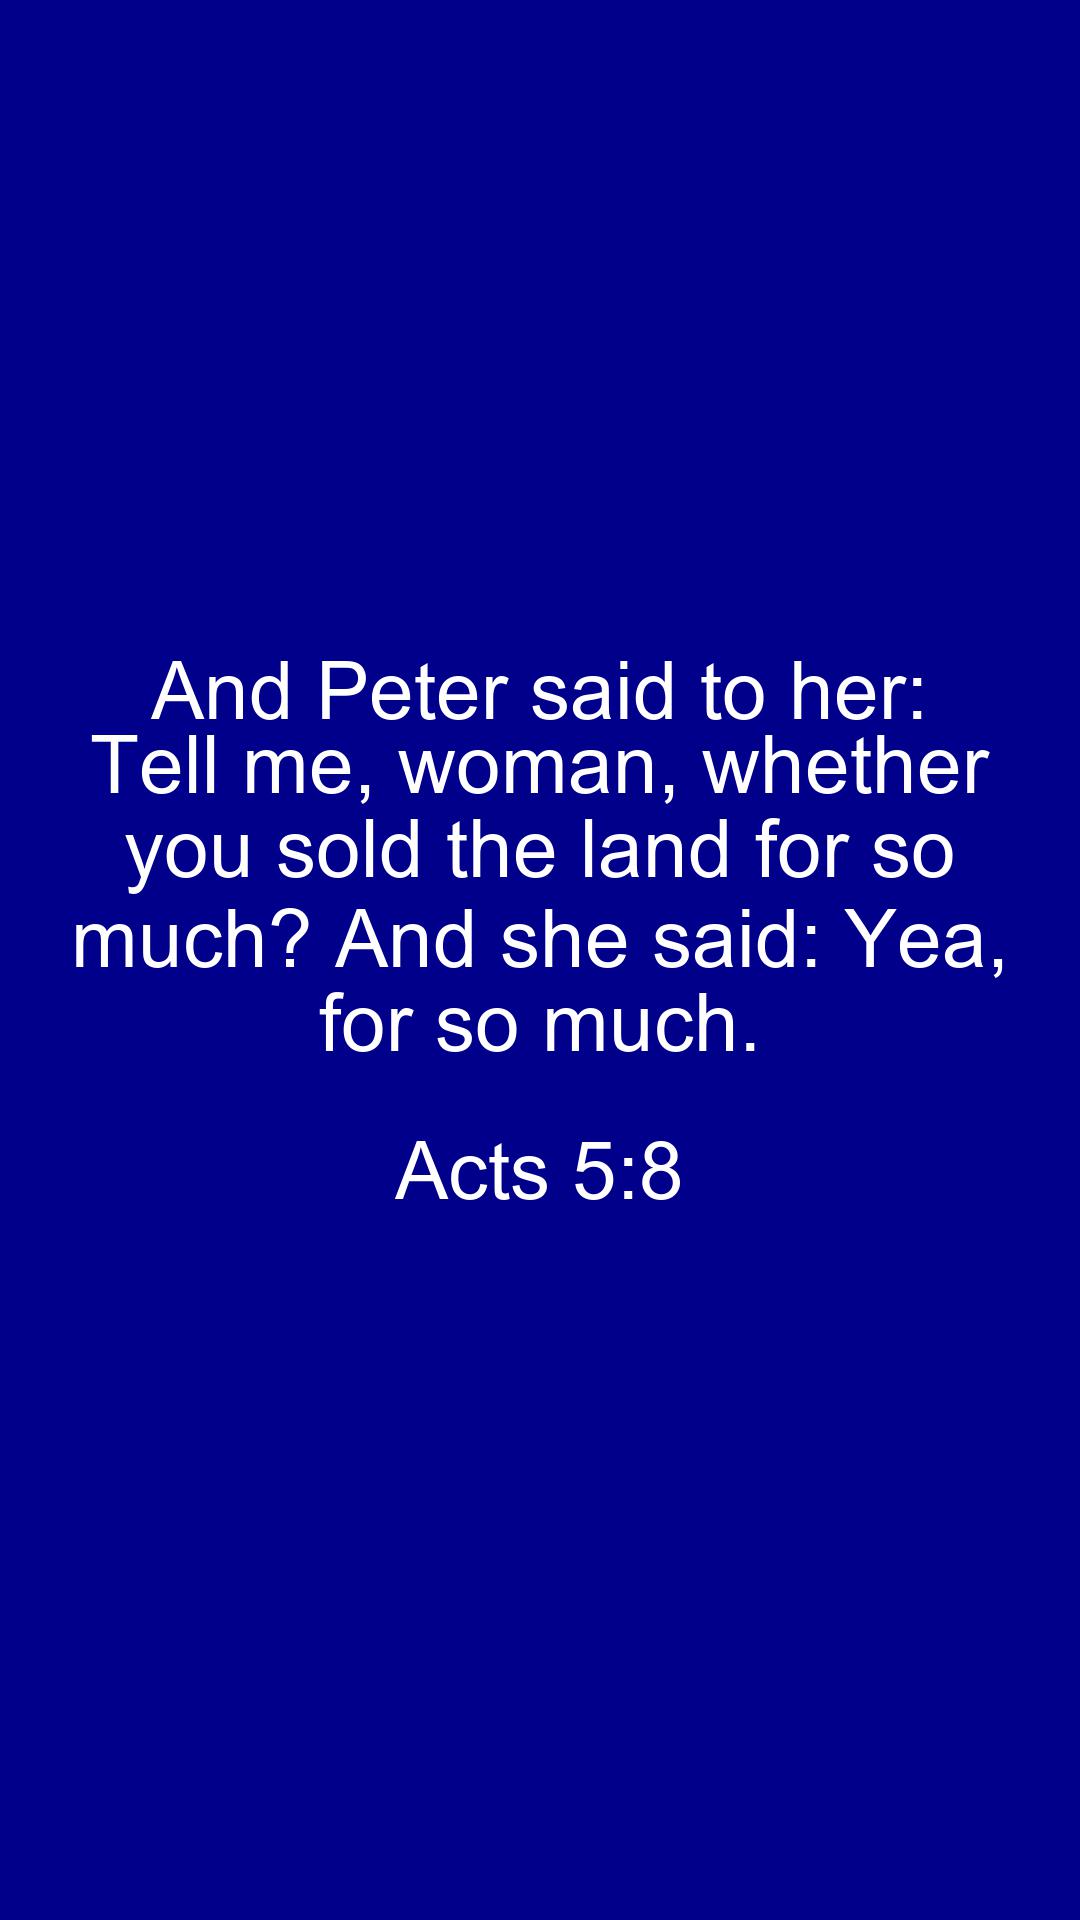 And Peter said to her:
Tell me, woman, whether
you sold the land for so
much? And she said: Yea,
for so much.
Acts 5:8